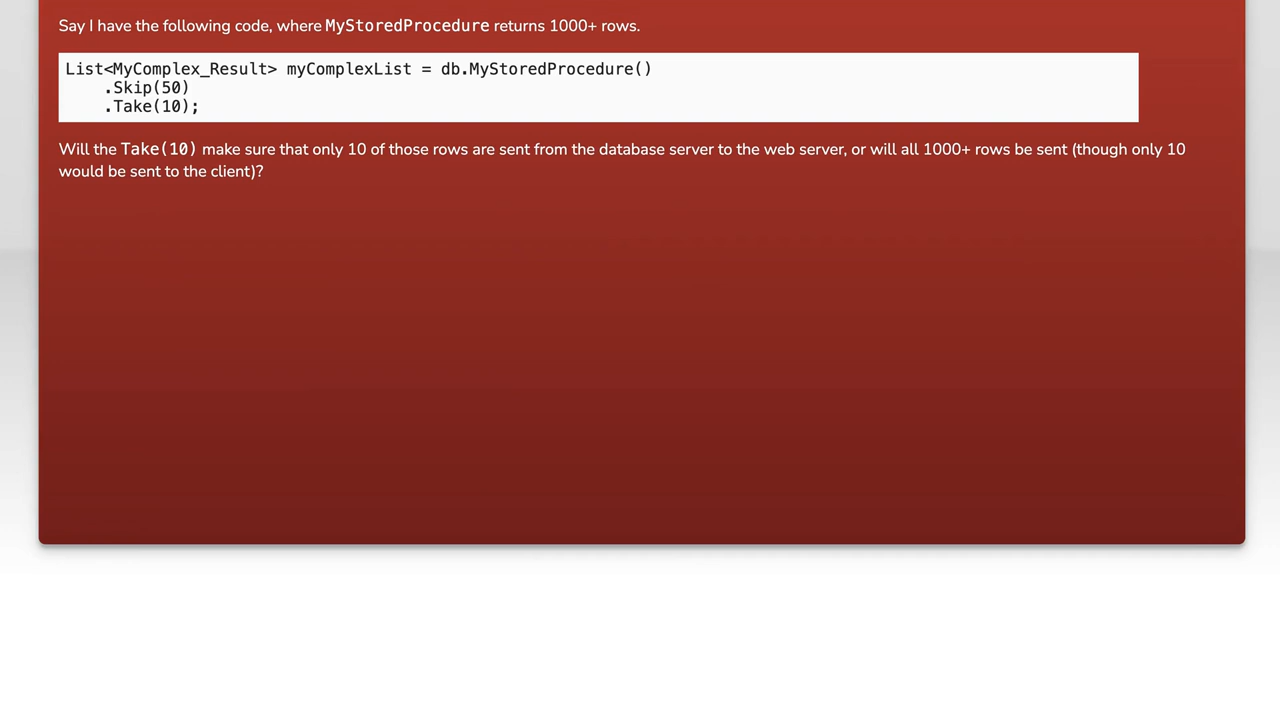 Say I have the following code, where MyStoredProcedure returns 1000+ rows.
List<MyComplex_Result> myComplexList = db.MyStoredProcedure()
    .Skip(50)
    .Take(10);
Will the Take(10) make sure that only 10 of those rows are sent from the database server to the web server, or will all 1000+ rows be sent (though only 10
would be sent to the client)?